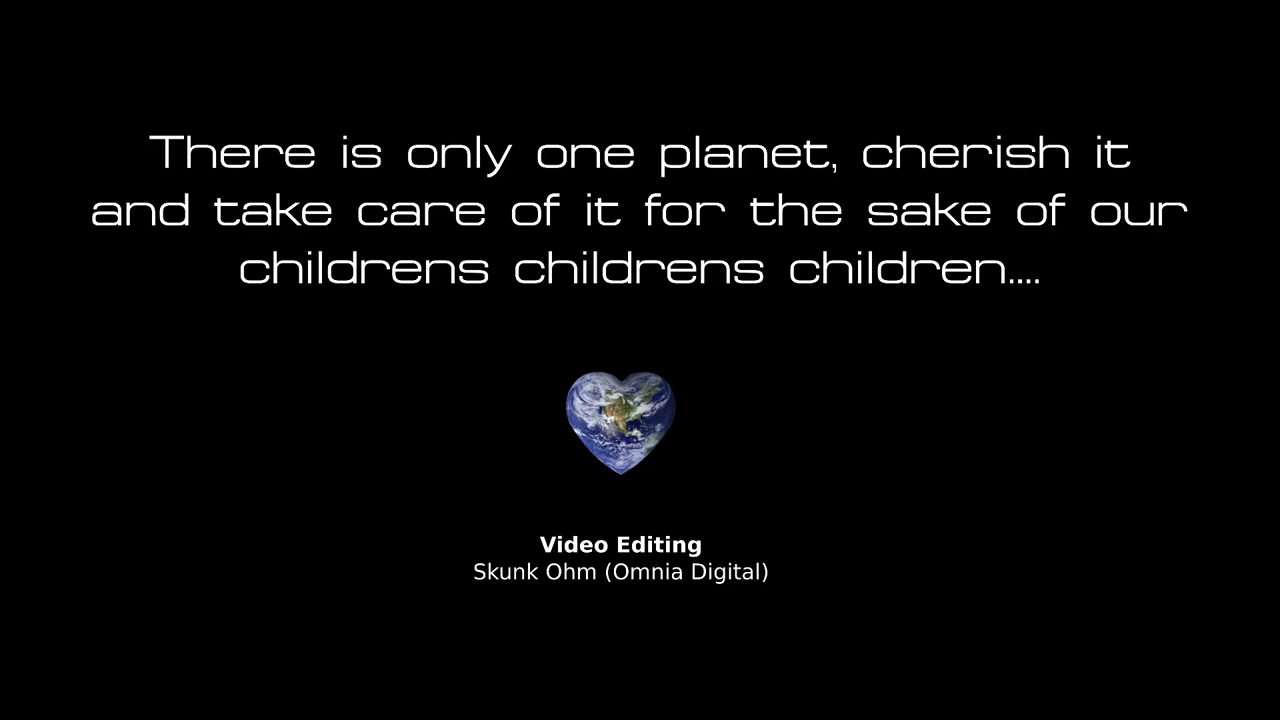 There is only one planet, cherish it
and take care of it for the sake of our
childrens childrens children....
Video Editing
Skunk Ohm (Omnia Digital)